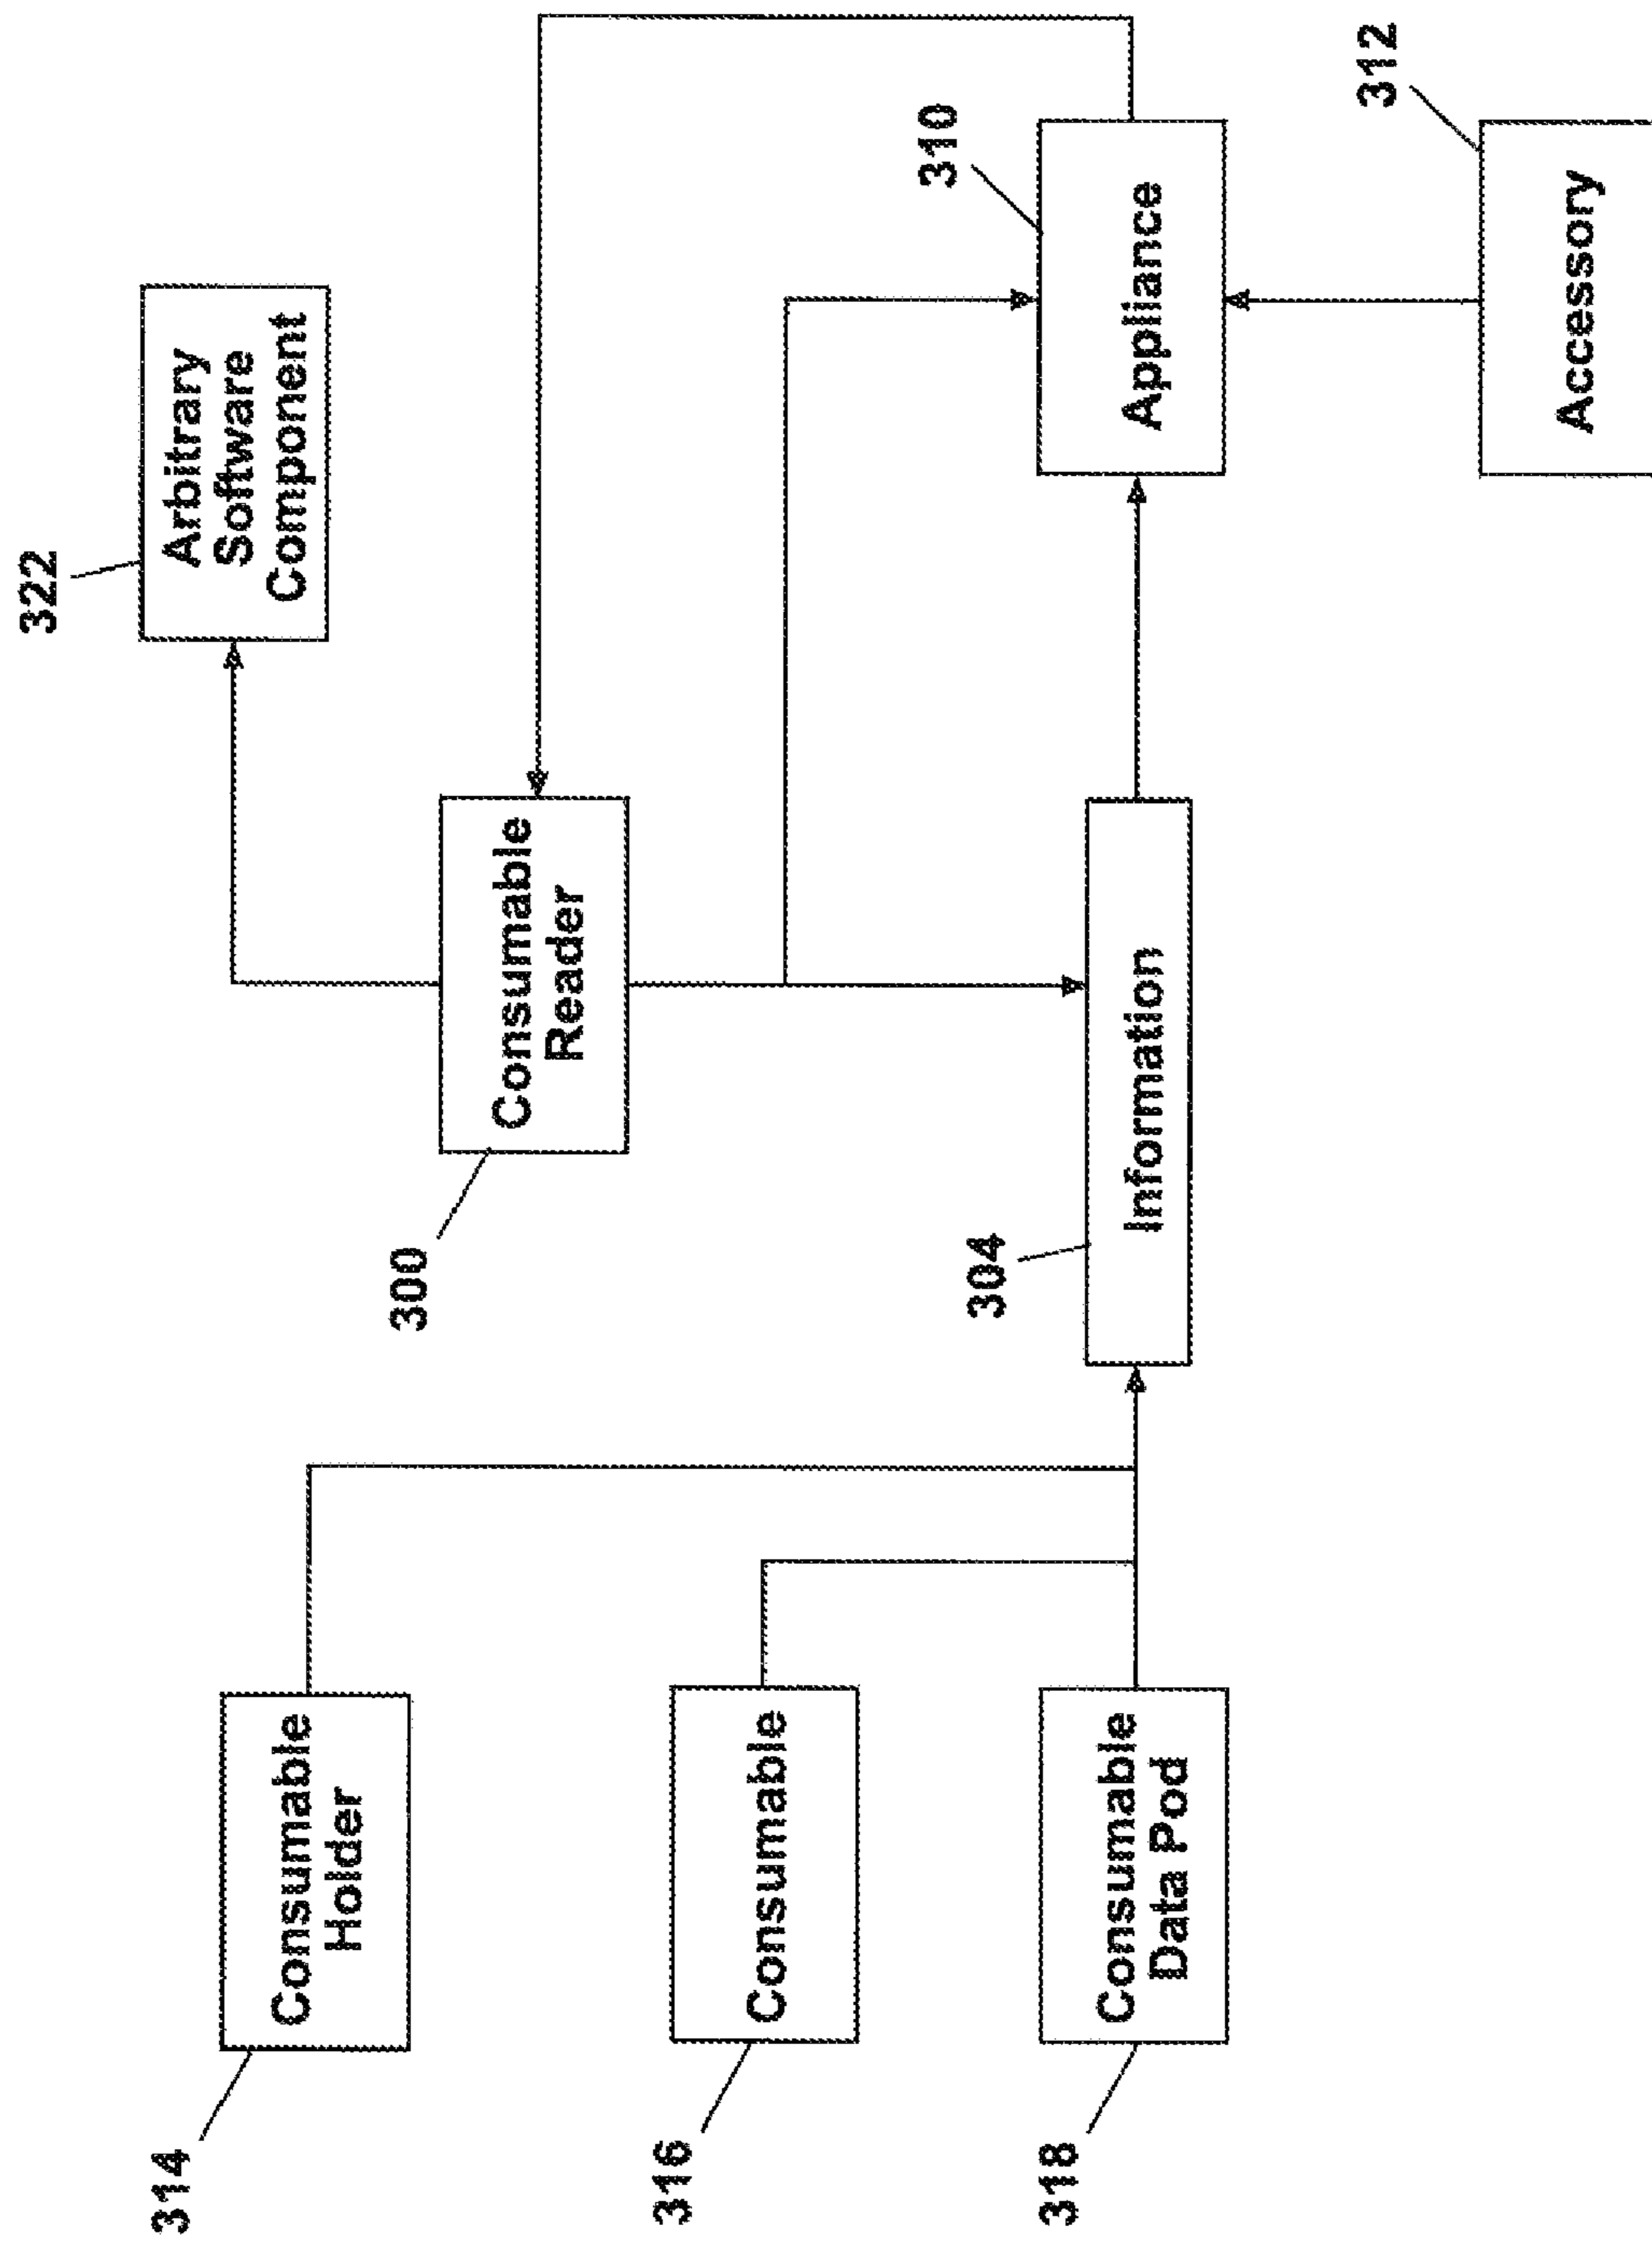 322
Arbitrary
Software
Component
314
Consumable
Holder
300
Consumable
Reader
316
Consumable
318
Consumable
Data Pod
304
Information
310
Appliance
312
Accessory